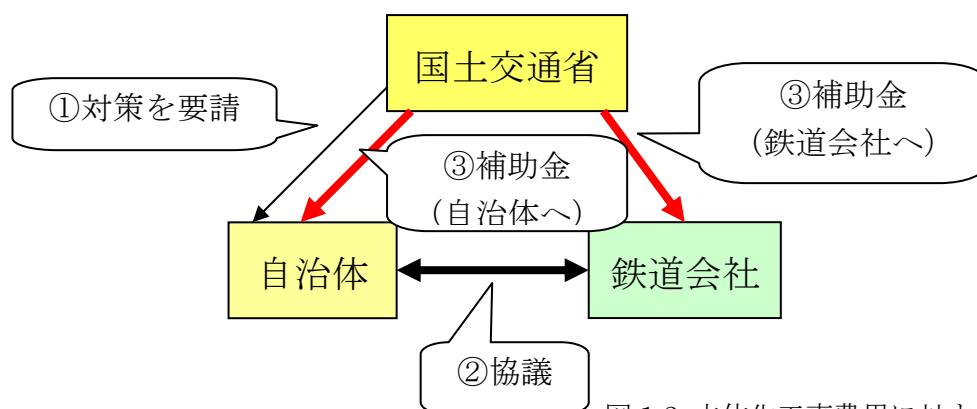 国土交通省
①対策を要請
③補助金
(鉄道会社へ)
③補助金
(自治体へ)
自治体
鉄道会社
②協議